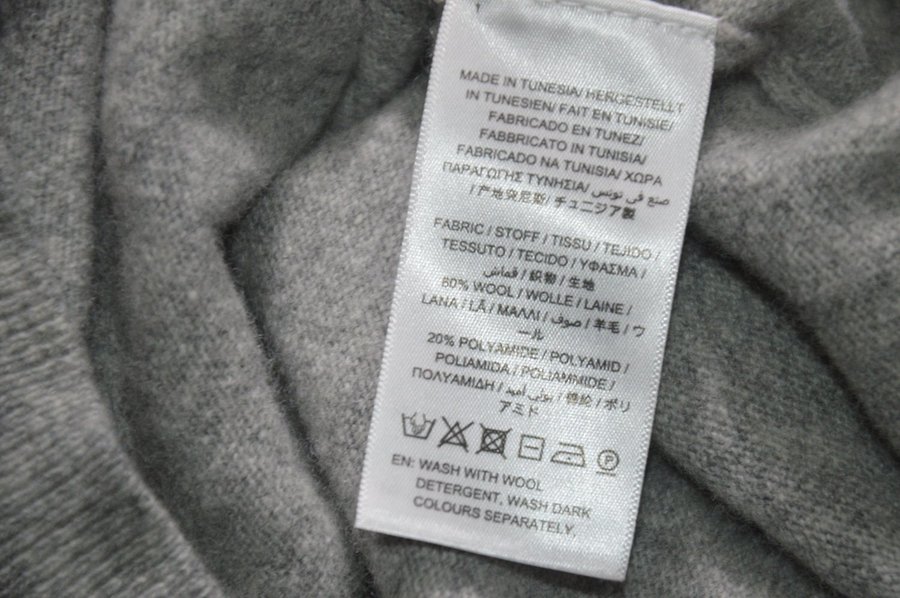 MADE IN TUNESIA/ HERGESTELLT
IN TUNESIEN/ FAIT EN TUNISIE/
FABRICADO EN TUNEZ/
FABBRICATO IN TUNISIA/
FABRICADO NA TUNISIA/ ΧΩΡΑ
ΠΑΡΑΓΩΓΗΣ ΤΥΝΗΣΙΑ/ صنع في تونس
/ 产地突尼斯/ チュニジア製
FABRIC / STOFF / TISSU / TEJIDO /
TESSUTO / TECIDO / ΥΦΑΣΜΑ /
قماش / 织物 / 生地
80% WOOL / WOLLE / LAINE /
LANA / LÃ / ΜΑΛΛΙ / صوف / 羊毛 / ウ
ール
20% POLYAMIDE / POLYAMID /
POLIAMIDA / POLIAMMIDE /
ΠΟΛΥΑΜΙΔΗ / بولي أميد / 锦纶 / ポリ
アミド
P
EN: WASH WITH WOOL
DETERGENT. WASH DARK
COLOURS SEPARATELY.